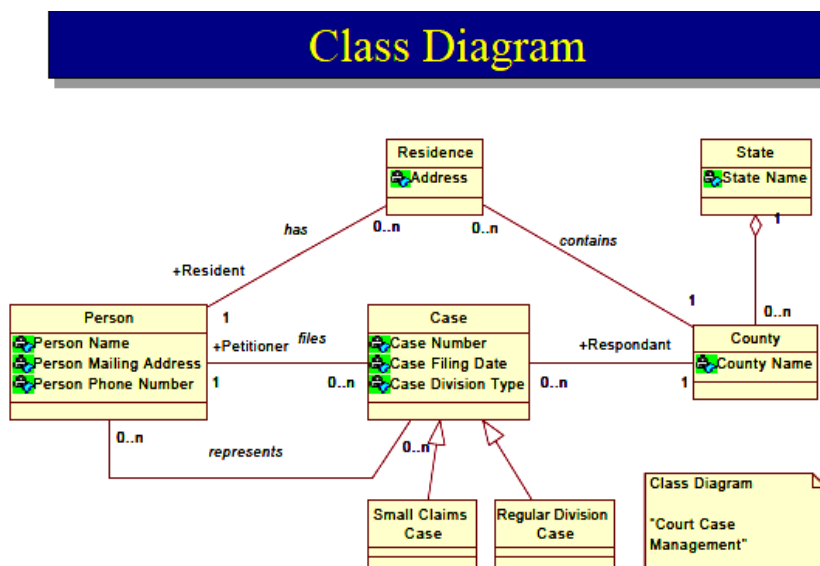 Class Diagram
Residence
Address
State
State Name
1
0..n
has
0..n
0..n
contains
+Resident
1
1
0..n
Person
Person Name
Person Mailing Address
Person Phone Number
+Petitioner
files
1
0..n
Case
Case Number
Case Filing Date
Case Division Type
+Respondant
0..n
1
County
County Name
0..n
represents
Small Claims
Case
Regular Division
Case
Class Diagram
"Court Case
Management"